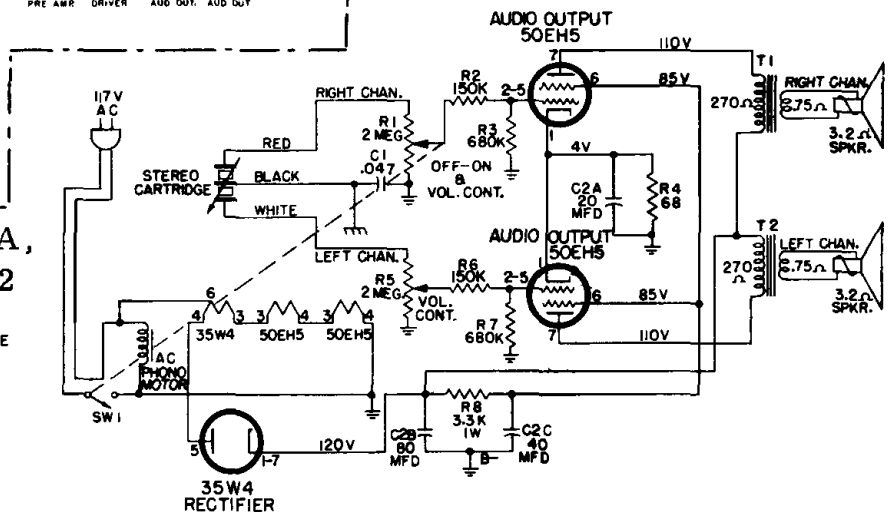 PRE AMP. DRIVER AUD OUT. AUD OUT
A,
2
E
117V
AC
STEREO
CARTRIDGE
RED
BLACK
WHITE
RIGHT CHAN.
LEFT CHAN.
R1
2 MEG
C1
.047
OFF-ON
&
VOL. CONT.
R5
2 MEG
VOL.
CONT.
R2
150K
2-5
R3
680K
AUDIO OUTPUT
50EH5
7
6
1
110V
85V
4V
C2A
20
MFD
R4
68
AUDIO OUTPUT
50EH5
R6
150K
2-5
R7
680K
1
6
7
85V
110V
T1
270Ω
.75Ω
RIGHT CHAN.
3.2Ω
SPKR.
T2
270
Ω
.75Ω
LEFT CHAN.
3.2Ω
SPKR.
6
4 3 3 4 3 4
35W4 50EH5 50EH5
AC
PHONO
MOTOR
SW1
5
1-7
120V
35W4
RECTIFIER
R8
3.3K
1W
C2B
80
MFD
B-
C2C
40
MFD